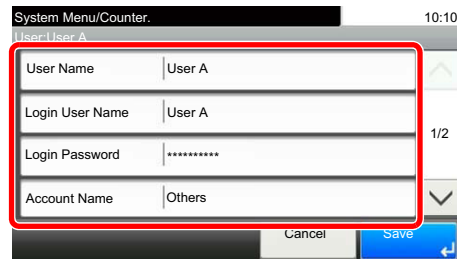 System Menu/Counter. 10:10
User:User A
User Name User A
Login User Name User A
1/2
Login Password **********
Account Name Others
Cancel Save